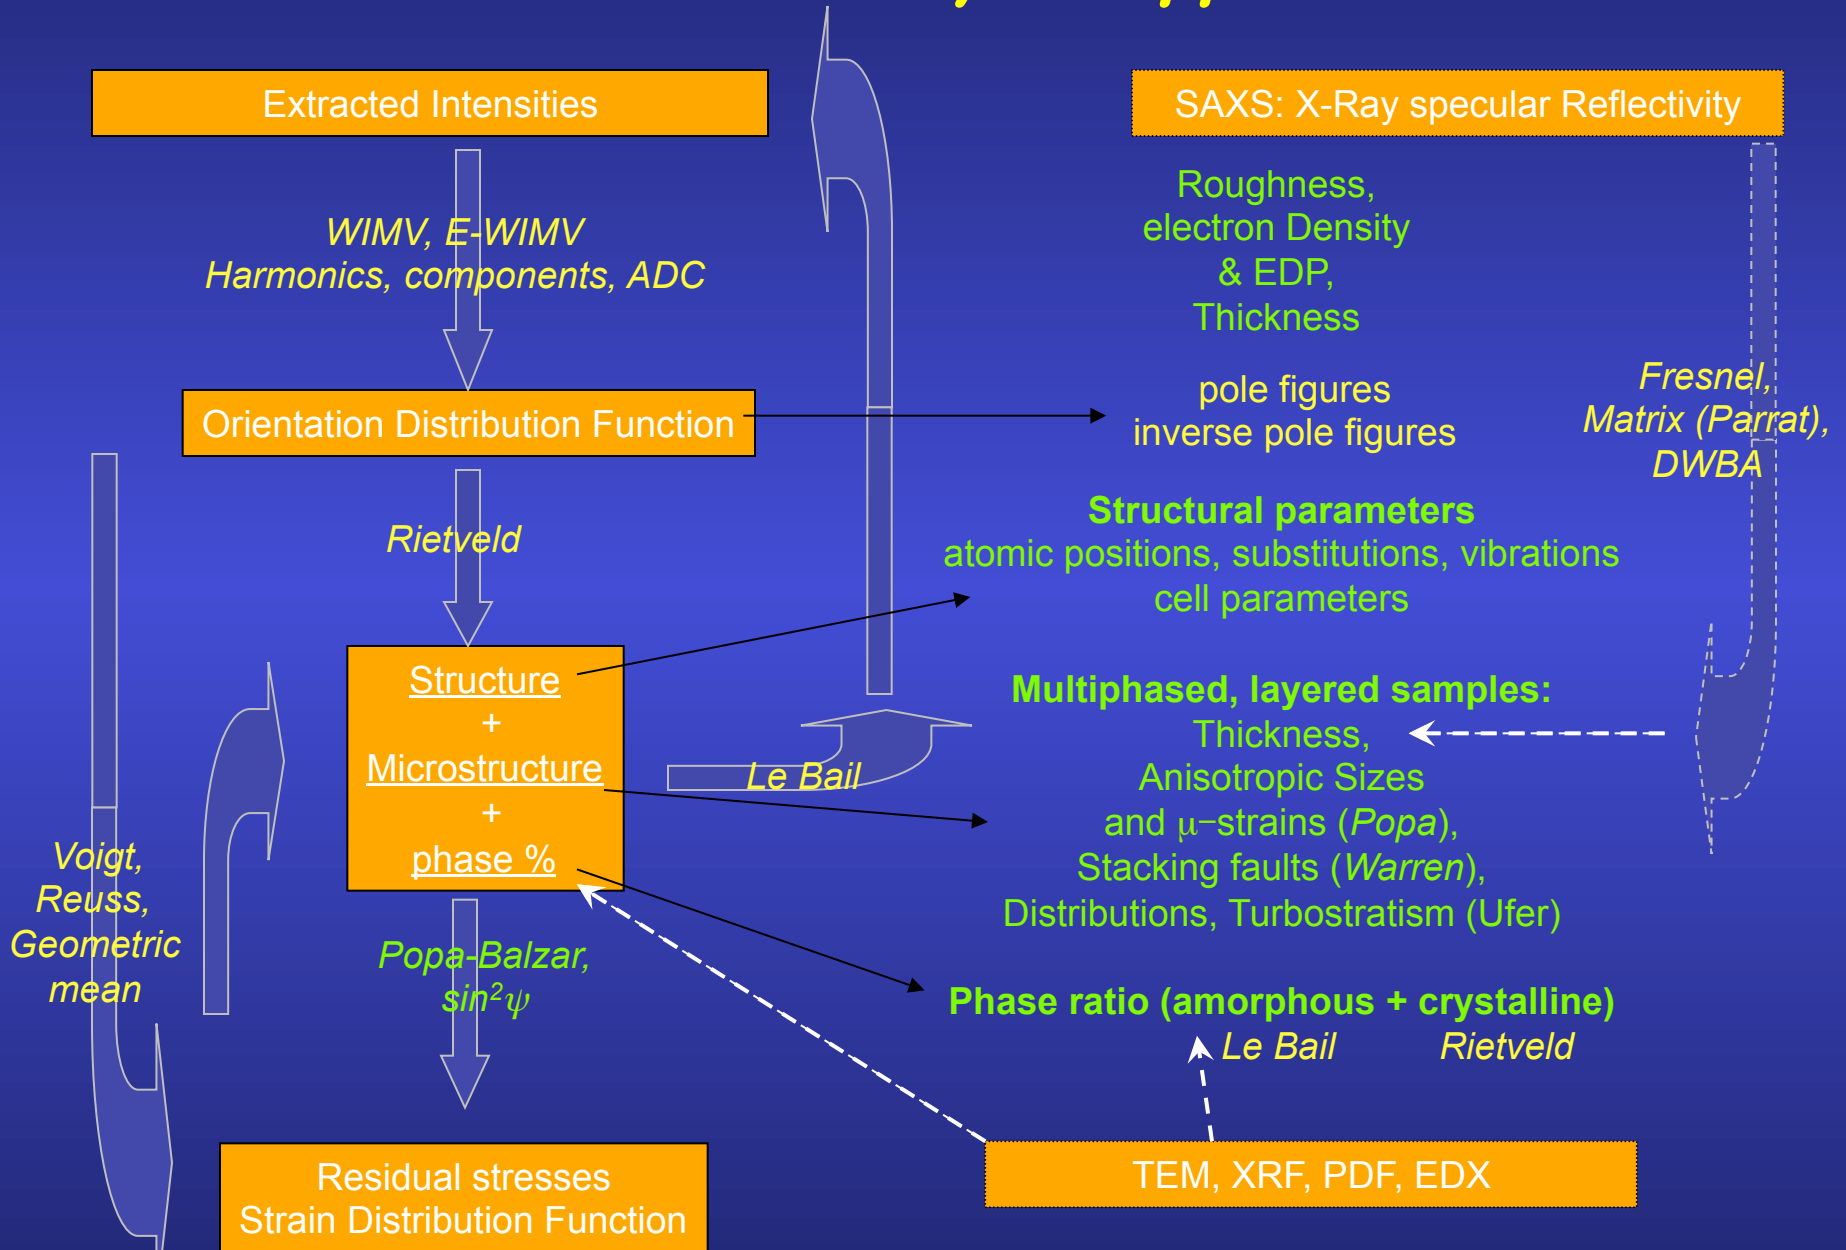 Extracted Intensities
SAXS: X-Ray specular Reflectivity
WIMV, E-WIMV
Harmonics, components, ADC
Roughness,
electron Density
& EDP,
Thickness
Orientation Distribution Function
pole figures
inverse pole figures
Fresnel,
Matrix (Parrat),
DWBA
Rietveld
Structural parameters
atomic positions, substitutions, vibrations
cell parameters
Structure
+
Microstructure
+
phase %
Le Bail
Multiphased, layered samples:
Thickness,
Anisotropic Sizes
and μ−strains (Popa),
Stacking faults (Warren),
Distributions, Turbostratism (Ufer)
Voigt,
Reuss,
Geometric
mean
Popa-Balzar,
sin²ψ
Phase ratio (amorphous + crystalline)
Le Bail Rietveld
Residual stresses
Strain Distribution Function
TEM, XRF, PDF, EDX